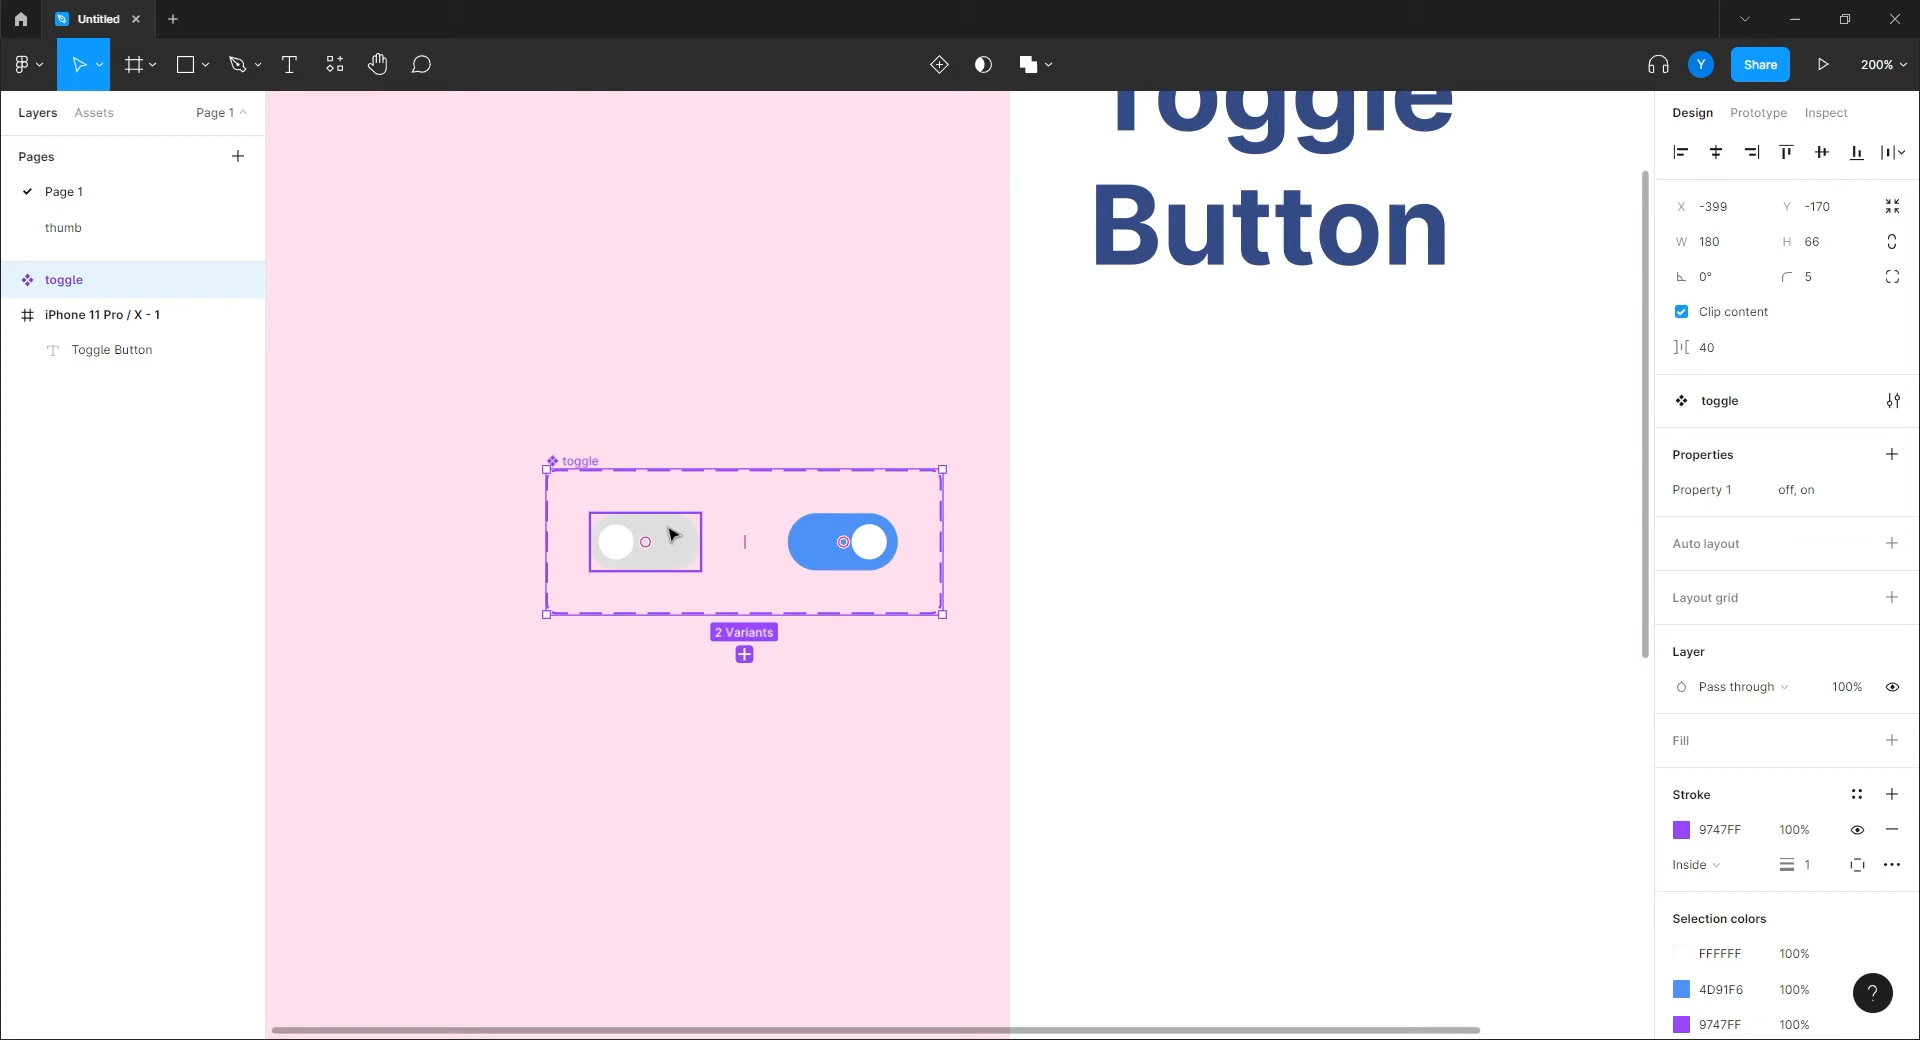 Untitled
Share
Y
200%
Layers
Assets
Page 1
Pages
Page 1
thumb
toggle
iPhone 11 Pro / X - 1
Toggle Button
Toggle
Button
toggle
2 Variants
Design
Prototype
Inspect
X -399
Y -170
W 180
H 66
0°
5
Clip content
40
toggle
Properties
Property 1
off, on
Auto layout
Layout grid
Layer
Pass through
100%
Fill
Stroke
9747FF
100%
Inside
1
Selection colors
FFFFFF
100%
4D91F6
100%
9747FF
100%
?